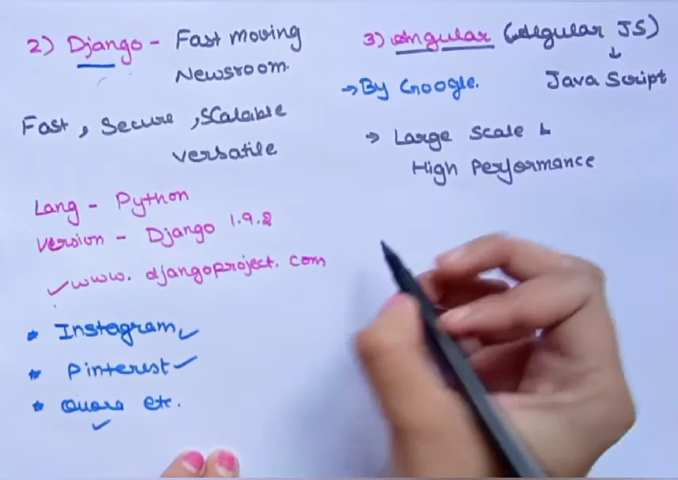 2) Django - Fast moving
Newsroom.
Fast, Secure, Scalable
versatile
Lang - Python
Version - Django 1.9.2
www. djangoproject. com
Instagram
Pinterest
Quora etc.
3) Angular (Angular JS)
↓
Java Script
→ By Google.
→ Large Scale &
High Performance